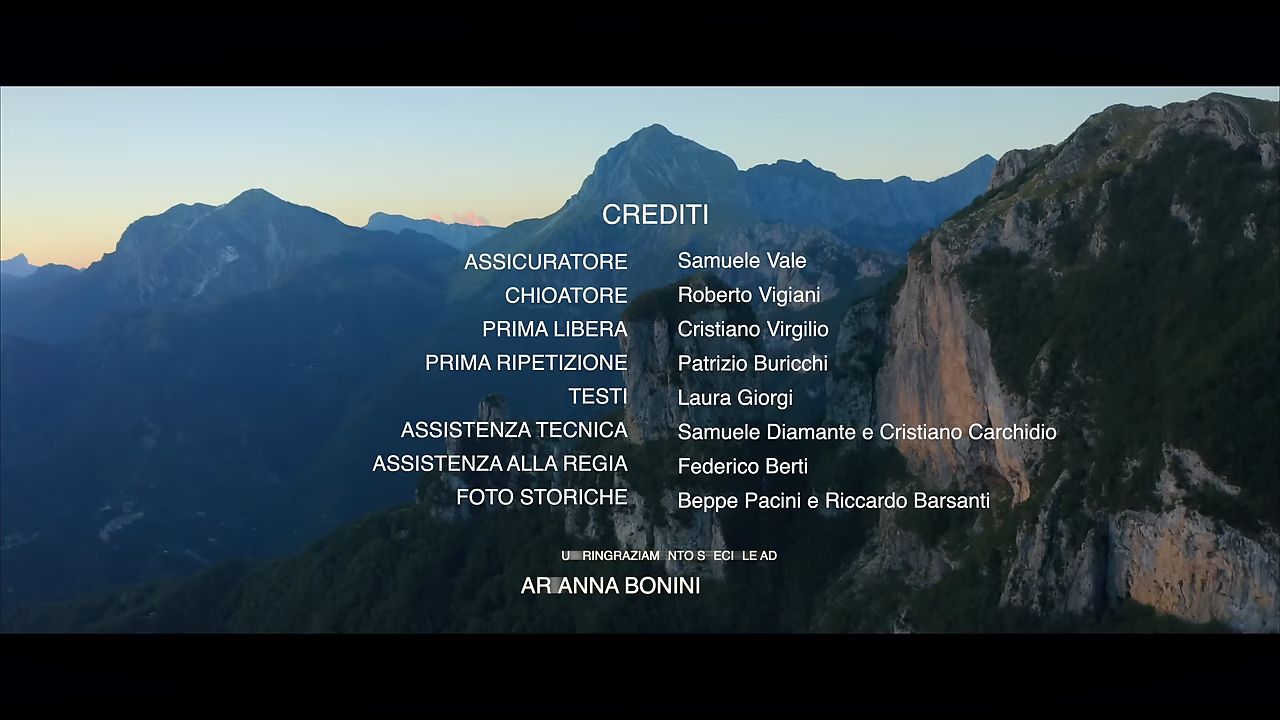 CREDITI
ASSICURATORE Samuele Vale
CHIOATORE Roberto Vigiani
PRIMA LIBERA Cristiano Virgilio
PRIMA RIPETIZIONE Patrizio Buricchi
TESTI Laura Giorgi
ASSISTENZA TECNICA Samuele Diamante e Cristiano Carchidio
ASSISTENZA ALLA REGIA Federico Berti
FOTO STORICHE Beppe Pacini e Riccardo Barsanti
AD
BONINI